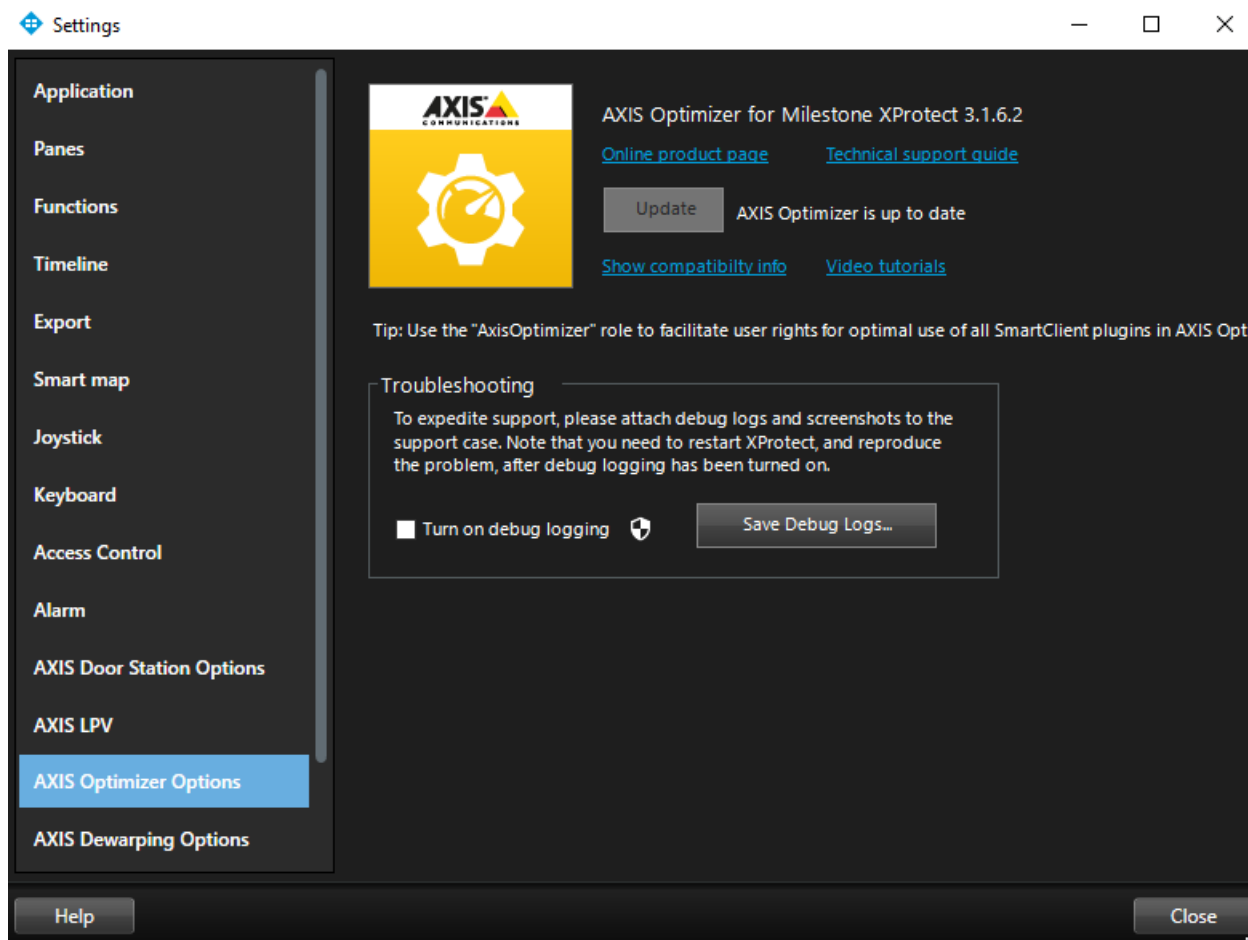 Settings
Application
Panes
Functions
Timeline
Export
Smart map
Joystick
Keyboard
Access Control
Alarm
AXIS Door Station Options
AXIS LPV
AXIS Optimizer Options
AXIS Dewarping Options
AXIS
COMMUNICATIONS
AXIS Optimizer for Milestone XProtect 3.1.6.2
Online product page Technical support guide
Update AXIS Optimizer is up to date
Show compatibilty info Video tutorials
Tip: Use the "AxisOptimizer" role to facilitate user rights for optimal use of all SmartClient plugins in AXIS Opt
Troubleshooting
To expedite support, please attach debug logs and screenshots to the
support case. Note that you need to restart XProtect, and reproduce
the problem, after debug logging has been turned on.
Turn on debug logging Save Debug Logs...
Help Close